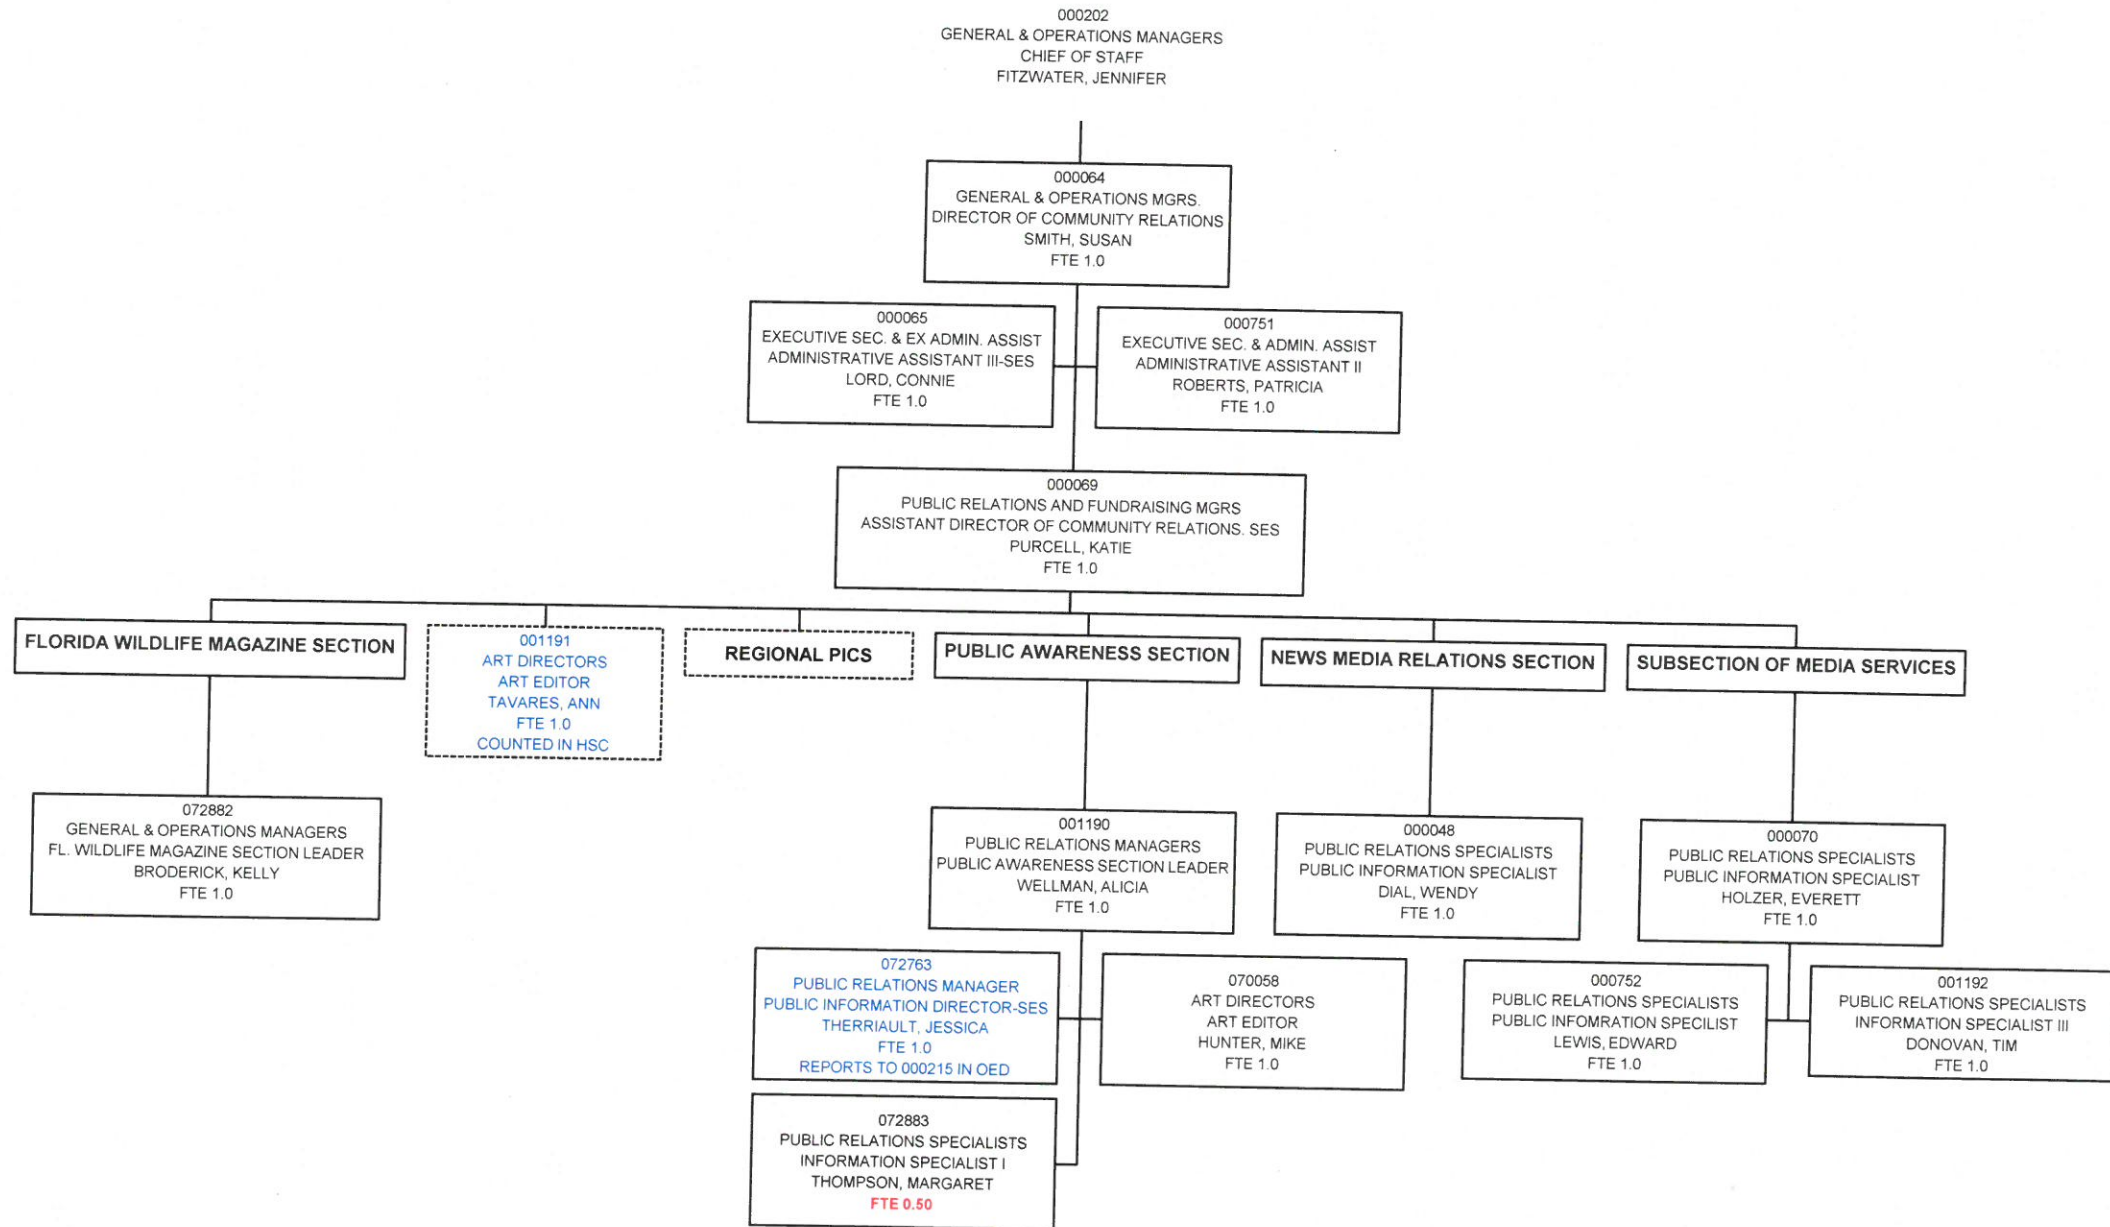 000202
GENERAL & OPERATIONS MANAGERS
CHIEF OF STAFF
FITZWATER, JENNIFER
000064
GENERAL & OPERATIONS MGRS.
DIRECTOR OF COMMUNITY RELATIONS
SMITH, SUSAN
FTE 1.0
000065
EXECUTIVE SEC. & EX ADMIN. ASSIST
ADMINISTRATIVE ASSISTANT III-SES
LORD, CONNIE
FTE 1.0
000751
EXECUTIVE SEC. & ADMIN. ASSIST
ADMINISTRATIVE ASSISTANT II
ROBERTS, PATRICIA
FTE 1.0
000069
PUBLIC RELATIONS AND FUNDRAISING MGRS
ASSISTANT DIRECTOR OF COMMUNITY RELATIONS. SES
PURCELL, KATIE
FTE 1.0
FLORIDA WILDLIFE MAGAZINE SECTION
001191
ART DIRECTORS
ART EDITOR
TAVARES, ANN
FTE 1.0
COUNTED IN HSC
REGIONAL PICS
PUBLIC AWARENESS SECTION
NEWS MEDIA RELATIONS SECTION
SUBSECTION OF MEDIA SERVICES
072882
GENERAL & OPERATIONS MANAGERS
FL. WILDLIFE MAGAZINE SECTION LEADER
BRODERICK, KELLY
FTE 1.0
001190
PUBLIC RELATIONS MANAGERS
PUBLIC AWARENESS SECTION LEADER
WELLMAN, ALICIA
FTE 1.0
000048
PUBLIC RELATIONS SPECIALISTS
PUBLIC INFORMATION SPECIALIST
DIAL, WENDY
FTE 1.0
000070
PUBLIC RELATIONS SPECIALISTS
PUBLIC INFORMATION SPECIALIST
HOLZER, EVERETT
FTE 1.0
072763
PUBLIC RELATIONS MANAGER
PUBLIC INFORMATION DIRECTOR-SES
THERRIAULT, JESSICA
FTE 1.0
REPORTS TO 000215 IN OED
070058
ART DIRECTORS
ART EDITOR
HUNTER, MIKE
FTE 1.0
000752
PUBLIC RELATIONS SPECIALISTS
PUBLIC INFOMRATION SPECILIST
LEWIS, EDWARD
FTE 1.0
001192
PUBLIC RELATIONS SPECIALISTS
INFORMATION SPECIALIST III
DONOVAN, TIM
FTE 1.0
072883
PUBLIC RELATIONS SPECIALISTS
INFORMATION SPECIALIST I
THOMPSON, MARGARET
FTE 0.50